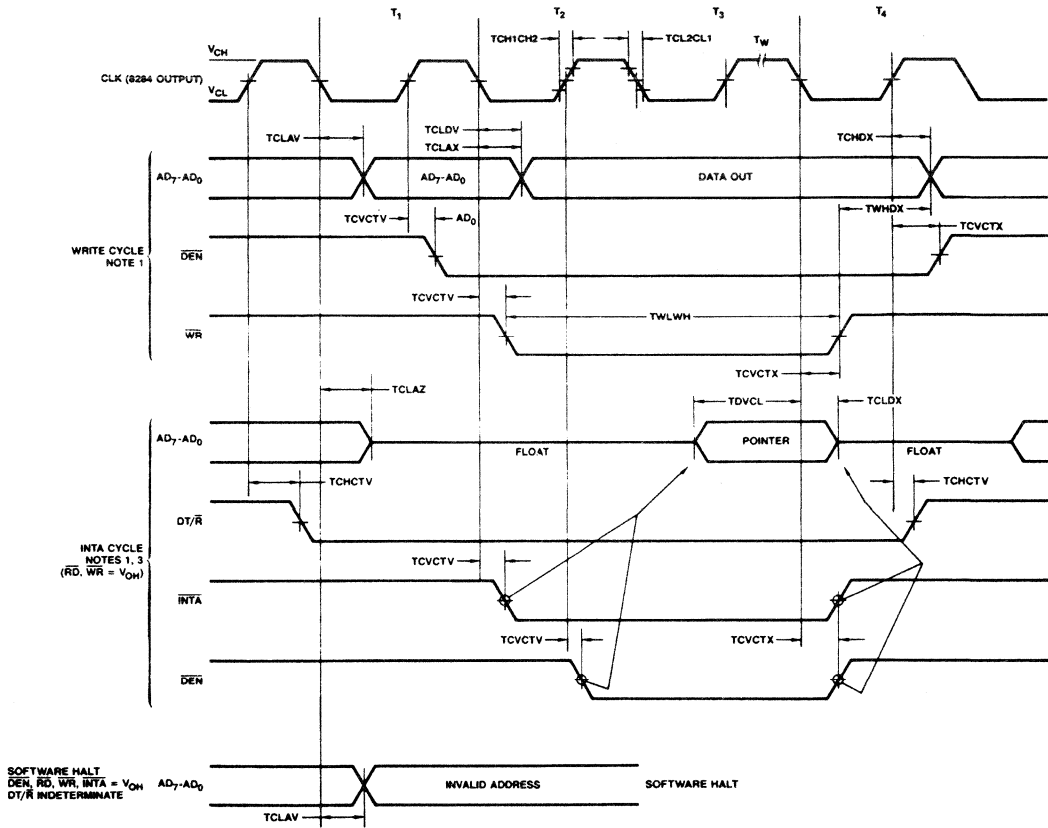 T1 T2 T3 T4
TCH1CH2 TCL2CL1 TW
VCH
CLK (8284 OUTPUT)
VCL
TCLAV TCLDV TCHDX
TCLAX
AD7-AD0 AD7-AD0 DATA OUT
TWHDX
TCVCTV AD0 TCVCTX
WRITE CYCLE
NOTE 1
DEN
TCVCTV TWLWH
WR
TCVCTX
TCLAZ TDVCL TCLDX
AD7-AD0 FLOAT POINTER FLOAT
TCHCTV TCHCTV
DT/R
INTA CYCLE
NOTES 1, 3
(RD, WR = VOH)
TCVCTV
INTA
TCVCTV TCVCTX
DEN
SOFTWARE HALT
DEN, RD, WR, INTA = VOH
DT/R INDETERMINATE
AD7-AD0 INVALID ADDRESS SOFTWARE HALT
TCLAV